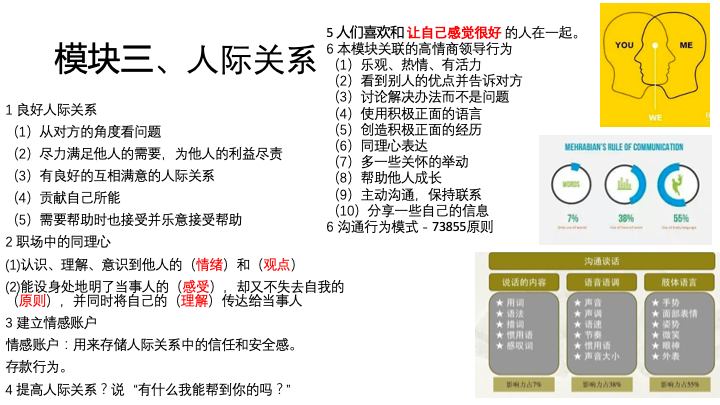 模块三、人际关系
1 良好人际关系
（1）从对方的角度看问题
（2）尽力满足他人的需要，为他人的利益尽责
（3）有良好的互相满意的人际关系
（4）贡献自己所能
（5）需要帮助时也接受并乐意接受帮助
2 职场中的同理心
(1)认识、理解、意识到他人的（情绪）和（观点）
(2)能设身处地明了当事人的（感受），却又不失去自我的
（原则），并同时将自己的（理解）传达给当事人
3 建立情感账户
情感账户：用来存储人际关系中的信任和安全感。
存款行为。
4 提高人际关系？说 “有什么我能帮到你的吗？”
5 人们喜欢和 让自己感觉很好 的人在一起。
6 本模块关联的高情商领导行为
（1）乐观、热情、有活力
（2）看到别人的优点并告诉对方
（3）讨论解决办法而不是问题
（4）使用积极正面的语言
（5）创造积极正面的经历
（6）同理心表达
（7）多一些关怀的举动
（8）帮助他人成长
（9）主动沟通，保持联系
（10）分享一些自己的信息
6 沟通行为模式 - 73855原则
YOU
ME
WE
MEHRABIAN'S RULE OF COMMUNICATION
WORDS
7%
38%
55%
沟通谈话
说话的内容
★ 用词
★ 语法
★ 措词
★ 惯用语
★ 感叹词
影响力占7%
语音语调
★ 声音
★ 声调
★ 语速
★ 节奏
★ 惯用语
★ 声音大小
影响力占38%
肢体语言
★ 手势
★ 面部表情
★ 姿势
★ 微笑
★ 眼神
★ 外表
影响力占55%